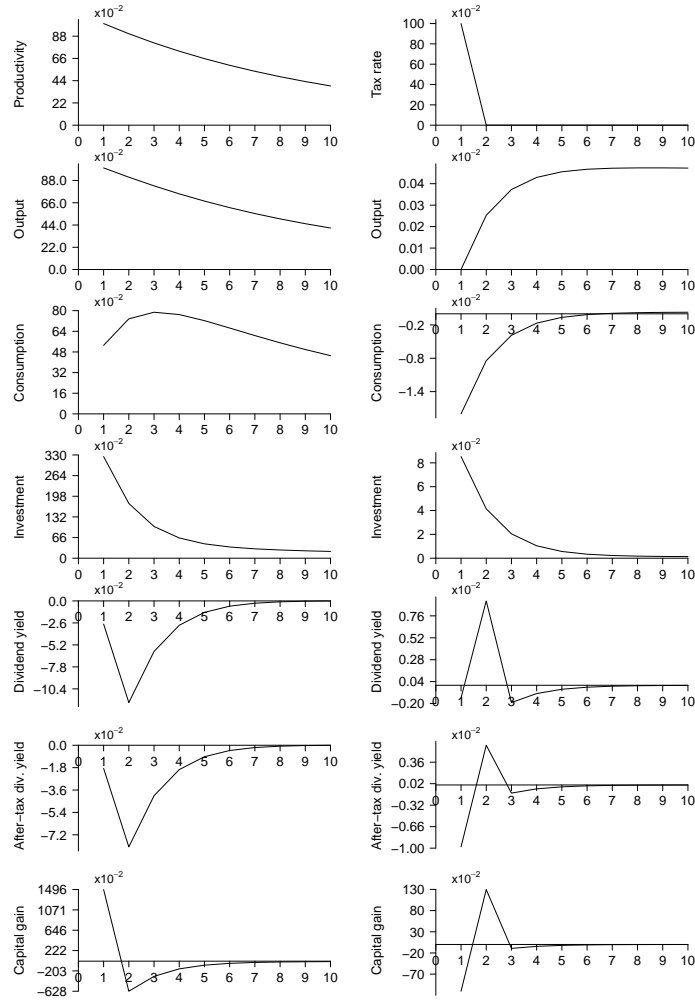 x10−2
Productivity
88
66
44
22
0
0 1 2 3 4 5 6 7 8 9 10
x10−2
Tax rate
100
80
60
40
20
0
0 1 2 3 4 5 6 7 8 9 10
x10−2
Output
88.0
66.0
44.0
22.0
0.0
0 1 2 3 4 5 6 7 8 9 10
x10−2
Output
0.04
0.03
0.02
0.01
0.00
0 1 2 3 4 5 6 7 8 9 10
x10−2
Consumption
80
64
48
32
16
0
0 1 2 3 4 5 6 7 8 9 10
x10−2
Consumption
−0.2
−0.8
−1.4
0 1 2 3 4 5 6 7 8 9 10
x10−2
Investment
330
264
198
132
66
0
0 1 2 3 4 5 6 7 8 9 10
x10−2
Investment
8
6
4
2
0
0 1 2 3 4 5 6 7 8 9 10
x10−2
Dividend yield
0.0
−2.6
−5.2
−7.8
−10.4
0 1 2 3 4 5 6 7 8 9 10
x10−2
Dividend yield
0.76
0.52
0.28
0.04
−0.20
0 1 2 3 4 5 6 7 8 9 10
x10−2
After−tax div. yield
0.0
−1.8
−3.6
−5.4
−7.2
0 1 2 3 4 5 6 7 8 9 10
x10−2
After−tax div. yield
0.36
0.02
−0.32
−0.66
−1.00
0 1 2 3 4 5 6 7 8 9 10
x10−2
Capital gain
1496
1071
646
222
−203
−628
0 1 2 3 4 5 6 7 8 9 10
x10−2
Capital gain
130
80
30
−20
−70
0 1 2 3 4 5 6 7 8 9 10